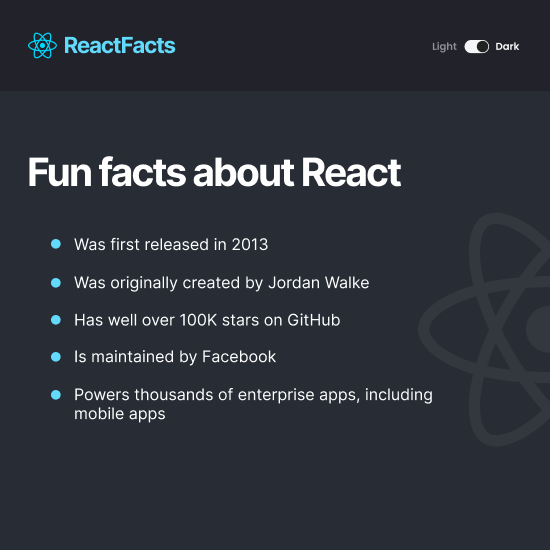 ReactFacts
Light Dark
Fun facts about React
Was first released in 2013
Was originally created by Jordan Walke
Has well over 100K stars on GitHub
Is maintained by Facebook
Powers thousands of enterprise apps, including
mobile apps